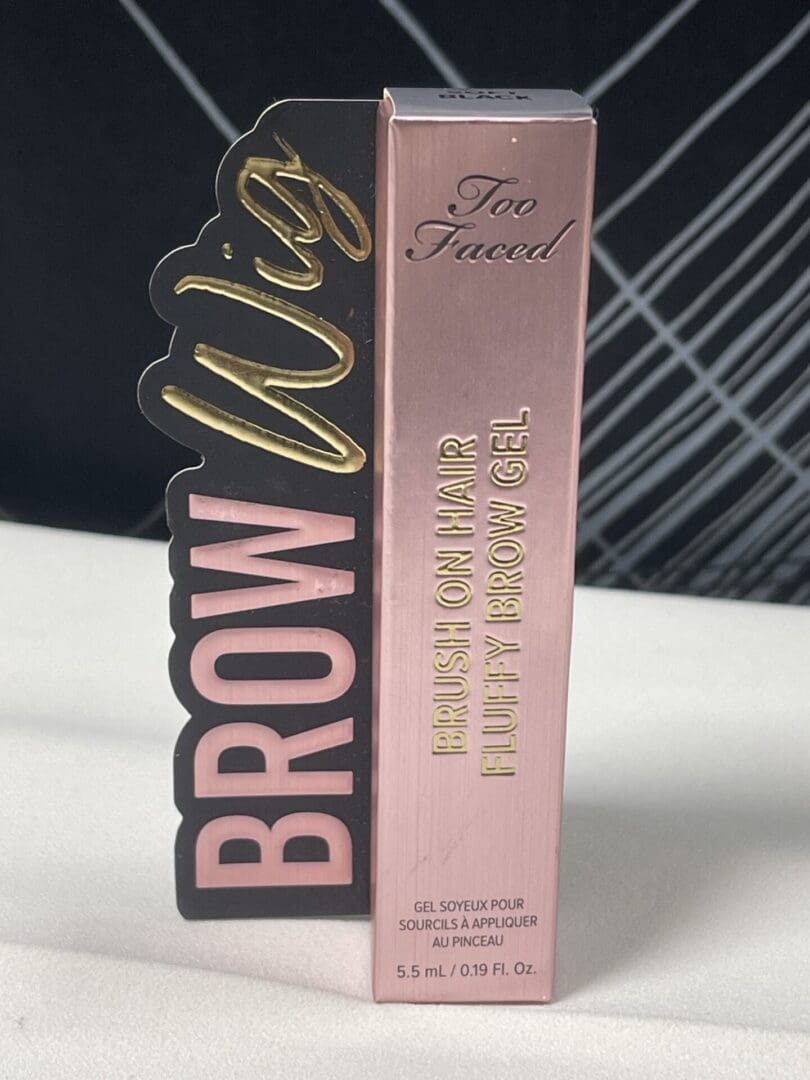 SOFT
BLACK
Too
Faced
BROW Wig
BRUSH ON HAIR
FLUFFY BROW GEL
GEL SOYEUX POUR
SOURCILS À APPLIQUER
AU PINCEAU
5.5 mL / 0.19 Fl. Oz.